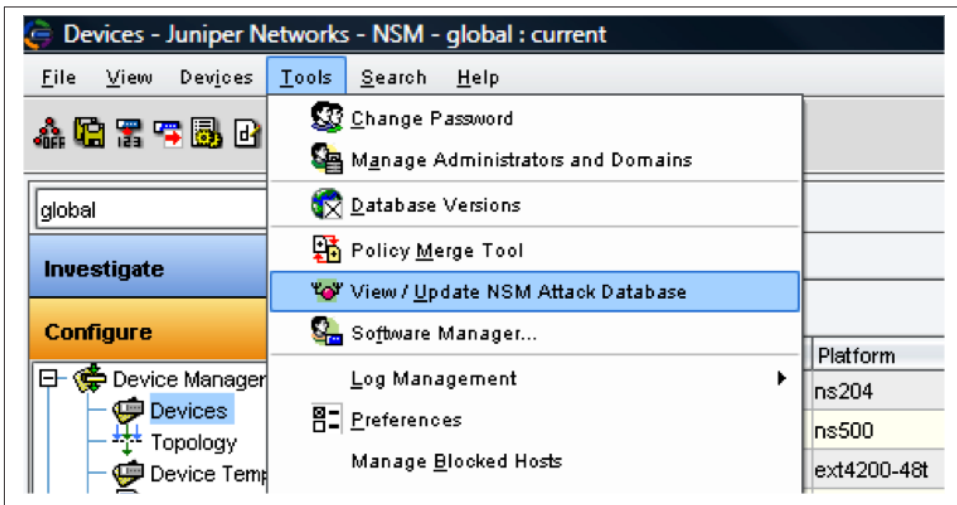 Devices - Juniper Networks - NSM - global : current
File View Devices Tools Search Help
OFF 123
Change Password
Manage Administrators and Domains
global
Database Versions
Policy Merge Tool
Investigate
View / Update NSM Attack Database
Configure
Software Manager...
Platform
Device Manager
Log Management
ns204
Devices
Preferences
ns500
Topology
Manage Blocked Hosts
ext4200-48t
Device Temp